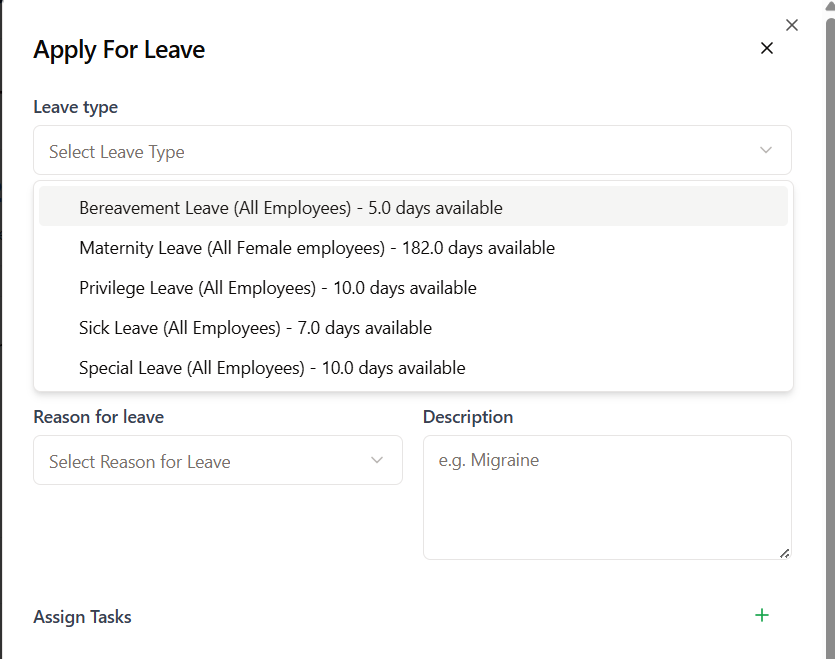 Apply For Leave
Leave type
Select Leave Type
Bereavement Leave (All Employees) - 5.0 days available
Maternity Leave (All Female employees) - 182.0 days available
Privilege Leave (All Employees) - 10.0 days available
Sick Leave (All Employees) - 7.0 days available
Special Leave (All Employees) - 10.0 days available
Reason for leave
Select Reason for Leave
Description
e.g. Migraine
Assign Tasks